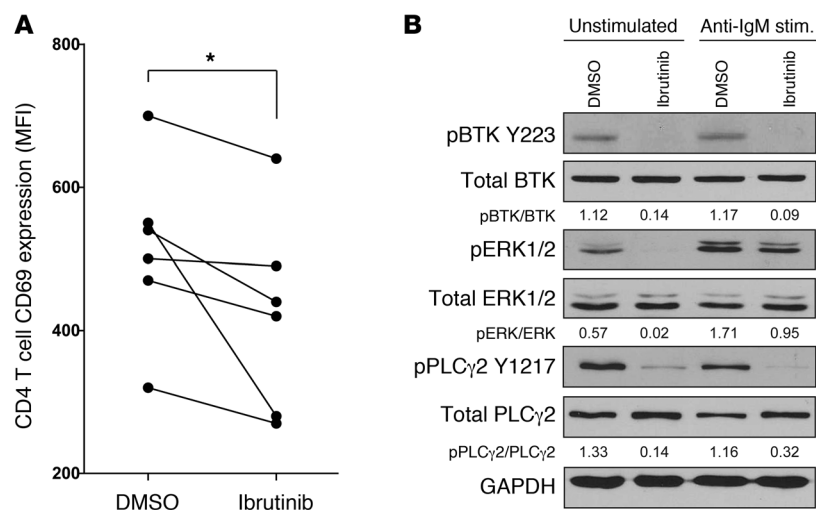 A
CD4 T cell CD69 expression (MFI)
800
600
400
200
*
DMSO Ibrutinib
B
Unstimulated Anti-IgM stim.
DMSO Ibrutinib DMSO Ibrutinib
pBTK Y223
Total BTK
pBTK/BTK 1.12 0.14 1.17 0.09
pERK1/2
Total ERK1/2
pERK/ERK 0.57 0.02 1.71 0.95
pPLCγ2 Y1217
Total PLCγ2
pPLCγ2/PLCγ2 1.33 0.14 1.16 0.32
GAPDH